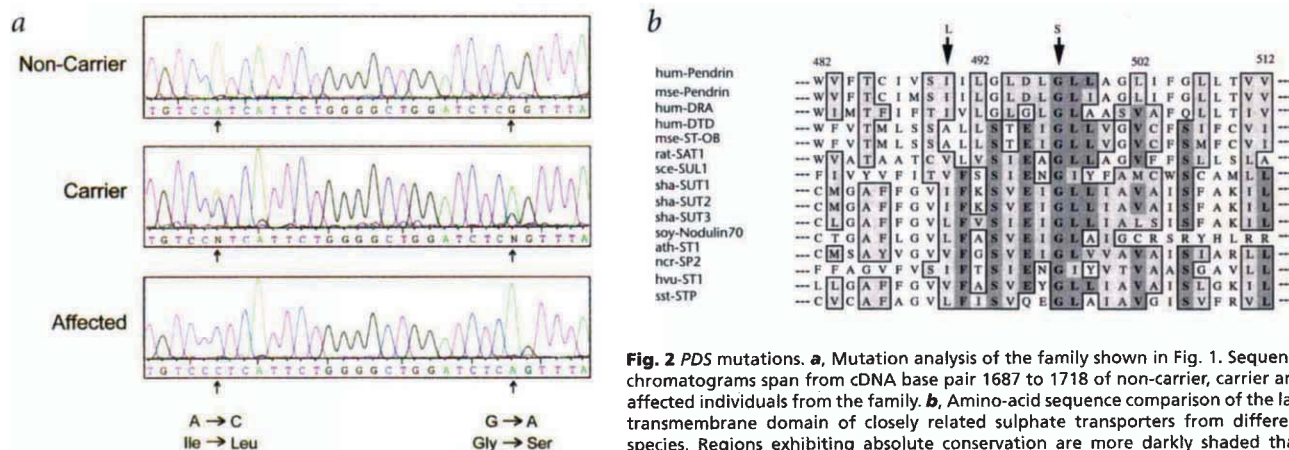 a
Non-Carrier
T G T C C A T C A T T C T G G G G C T G G A T C T C G G T T T A
Carrier
T G T C C N T C A T T C T G G G G C T G G A T C T C N G T T T A
Affected
T G T C C C T C A T T C T G G G G C T G G A T C T C A G T T T A
A → C
G → A
Ile → Leu
Gly → Ser
b
L S
482 492 502 512
hum-Pendrin --- W V F T C I V S I I L G L D L G L L A G L I F G L L T V V ---
mse-Pendrin --- W V F T C I M S I I L G L D L G L I A G L I F G L L T V V ---
hum-DRA --- W I M T F I F T I V L G L G L G L A A S V A F Q L L T I V ---
hum-DTD --- W F V T M L S S A L L S T E I G L L V G V C F S I F C V I ---
mse-ST-OB --- W F V T M L S S A L L S T E I G L L V G V C F S M F C V I ---
rat-SAT1 --- W V A T A A T C V L V S I E A G L L A G V F F S L L S L A ---
sce-SUL1 --- F I V Y V F I T V F S S I E N G I Y F A M C W S C A M L L ---
sha-SUT1 --- C M G A F F G V I F K S V E I G L L I A V A I S F A K I L ---
sha-SUT2 --- C M G A F F G V I F K S V E I G L L I A V A I S F A K I L ---
sha-SUT3 --- C L G A F F G V L F A S V E I G L L I A L S I S F A K I L ---
soy-Nodulin70 --- C T G A F L G V L F A S V E I G L A I G C R S R Y H L R R ---
ath-ST1 --- C M S A Y V G V V F G S V E I G L V V A V A I S I A R L L ---
ncr-SP2 --- F F A G V F V S I F T S I E N G I Y V T V A A S G A V L L ---
hvu-ST1 --- L L G A F F G V V F A S V E Y G L L I A V A I S L G K I L ---
sst-STP --- C V C A F A G V L F I S V Q E G L A I A V G I S V F R V L ---
Fig. 2 PDS mutations. a, Mutation analysis of the family shown in Fig. 1. Sequen
chromatograms span from cDNA base pair 1687 to 1718 of non-carrier, carrier an
affected individuals from the family. b, Amino-acid sequence comparison of the la
transmembrane domain of closely related sulphate transporters from differe
species. Regions exhibiting absolute conservation are more darkly shaded tha